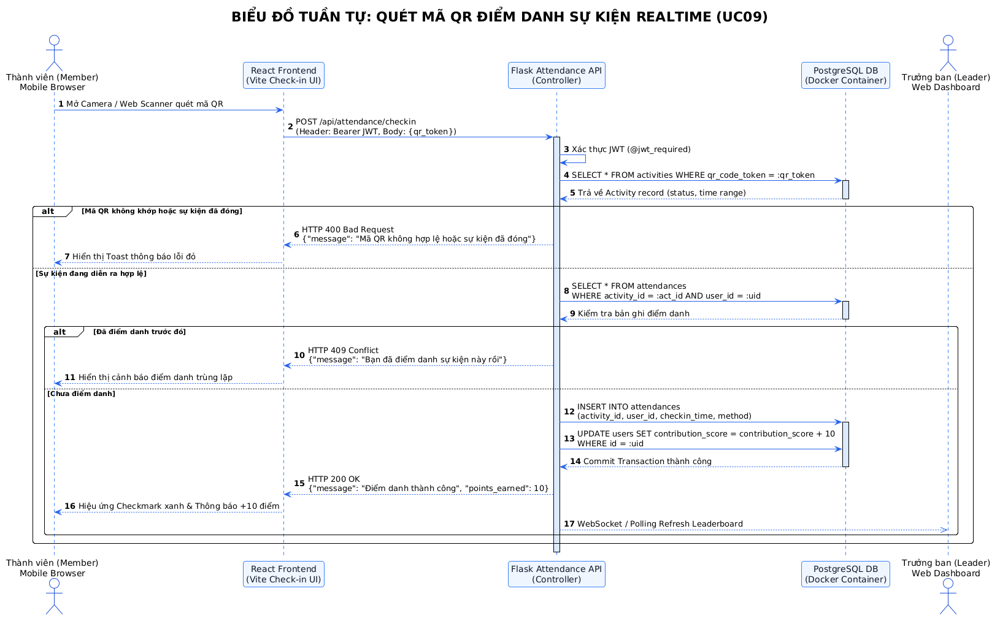 BIỂU ĐỒ TUẦN TỰ: QUÉT MÃ QR ĐIỂM DANH SỰ KIỆN REALTIME (UC09)
Thành viên (Member)
Mobile Browser
React Frontend
(Vite Check-in UI)
Flask Attendance API
(Controller)
PostgreSQL DB
(Docker Container)
Trưởng ban (Leader)
Web Dashboard
1 Mở Camera / Web Scanner quét mã QR
2 POST /api/attendance/checkin
(Header: Bearer JWT, Body: {qr_token})
3 Xác thực JWT (@jwt_required)
4 SELECT * FROM activities WHERE qr_code_token = :qr_token
5 Trả về Activity record (status, time range)
alt [Mã QR không khớp hoặc sự kiện đã đóng]
6 HTTP 400 Bad Request
{"message": "Mã QR không hợp lệ hoặc sự kiện đã đóng"}
7 Hiển thị Toast thông báo lỗi đỏ
[Sự kiện đang diễn ra hợp lệ]
8 SELECT * FROM attendances
WHERE activity_id = :act_id AND user_id = :uid
9 Kiểm tra bản ghi điểm danh
alt [Đã điểm danh trước đó]
10 HTTP 409 Conflict
{"message": "Bạn đã điểm danh sự kiện này rồi"}
11 Hiển thị cảnh báo điểm danh trùng lặp
[Chưa điểm danh]
12 INSERT INTO attendances
(activity_id, user_id, checkin_time, method)
13 UPDATE users SET contribution_score = contribution_score + 10
WHERE id = :uid
14 Commit Transaction thành công
15 HTTP 200 OK
{"message": "Điểm danh thành công", "points_earned": 10}
16 Hiệu ứng Checkmark xanh & Thông báo +10 điểm
17 WebSocket / Polling Refresh Leaderboard
Thành viên (Member)
Mobile Browser
React Frontend
(Vite Check-in UI)
Flask Attendance API
(Controller)
PostgreSQL DB
(Docker Container)
Trưởng ban (Leader)
Web Dashboard